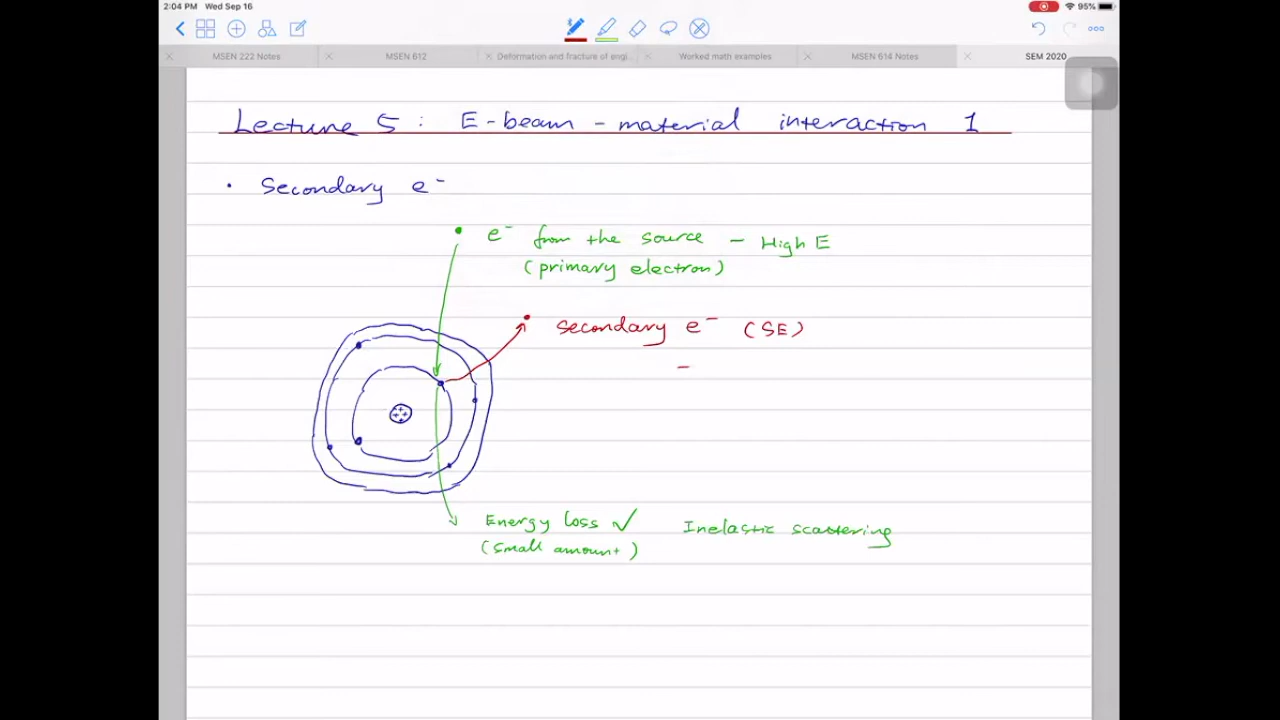 2:04 PM Wed Sep 16
95%
MSEN 222 Notes
MSEN 612
Deformation and fracture of engi
Worked math examples
MSEN 614 Notes
SEM 2020
Lecture 5 : E-beam - material interaction 1
• Secondary e⁻
e⁻ from the source - High E
(primary electron)
Secondary e⁻ (SE)
-
++
++
Energy loss ✓ Inelastic scattering
(small amount)